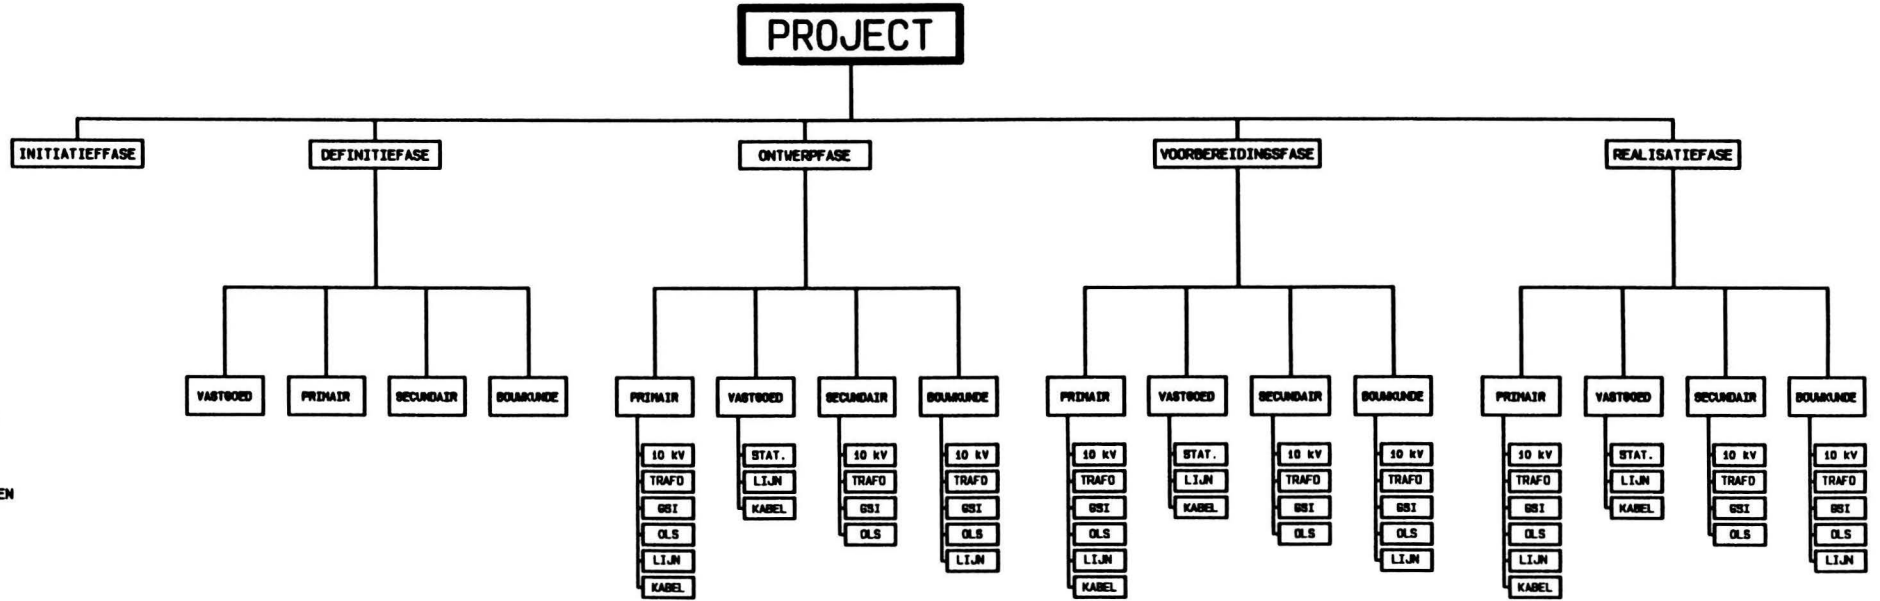 PROJECT
INITIATIEFFASE
DEFINITIEFASE
ONTWERPFASE
VOORBEREIDINGSFASE
REALISATIEFASE
VASTGOED
PRIMAIR
SECUNDAIR
BOUWKUNDE
PRIMAIR
VASTGOED
SECUNDAIR
BOUWKUNDE
PRIMAIR
VASTGOED
SECUNDAIR
BOUWKUNDE
PRIMAIR
VASTGOED
SECUNDAIR
BOUWKUNDE
10 kV
TRAFO
GSI
OLS
LIJN
KABEL
STAT.
LIJN
KABEL
10 kV
TRAFO
GSI
OLS
10 kV
TRAFO
GSI
OLS
LIJN
10 kV
TRAFO
GSI
OLS
LIJN
KABEL
STAT.
LIJN
KABEL
10 kV
TRAFO
GSI
OLS
10 kV
TRAFO
GSI
OLS
LIJN
10 kV
TRAFO
GSI
OLS
LIJN
KABEL
STAT.
LIJN
KABEL
10 kV
TRAFO
GSI
OLS
10 kV
TRAFO
GSI
OLS
LIJN
EN